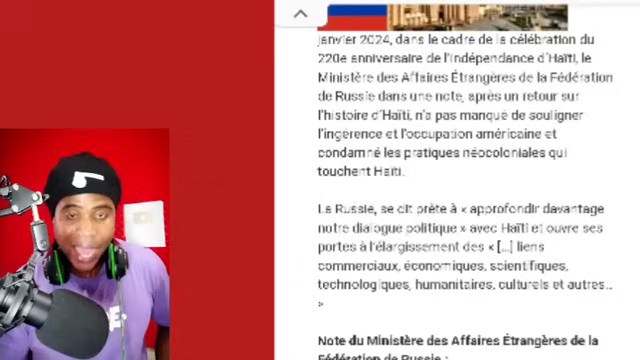 janvier 2024, dans le cadre de la célébration du
220e anniversaire de l'indépendance d'Haïti, le
Ministère des Affaires Étrangères de la Fédération
de Russie dans une note, après un retour sur
l'histoire d'Haïti, n'a pas manqué de souligner
l'ingérence et l'occupation américaine et
condamné les pratiques néocoloniales qui
touchent Haïti.
La Russie, se dit prête à « approfondir davantage
notre dialogue politique » avec Haïti et ouvre ses
portes à l'élargissement des « [...] liens
commerciaux, économiques, scientifiques,
technologiques, humanitaires, culturels et autres...
»
Note du Ministère des Affaires Étrangères de la
Fédération de Russie :